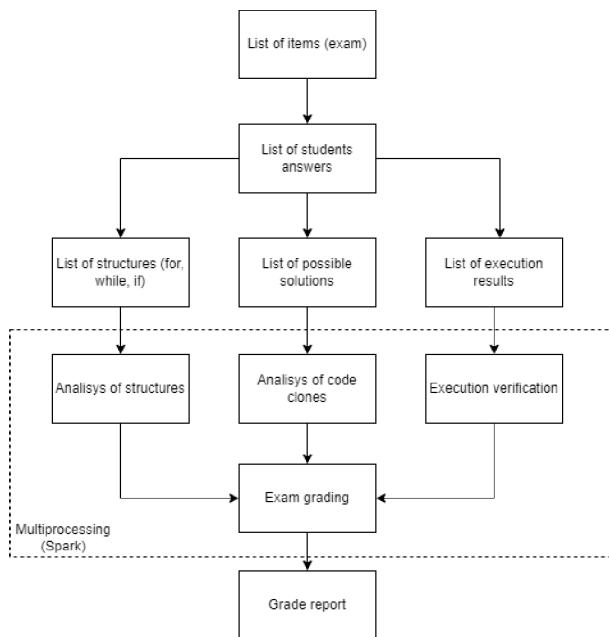 List of items (exam)
List of students
answers
List of structures (for,
while, if)
List of possible
solutions
List of execution
results
Analisys of structures
Analisys of code
clones
Execution verification
Exam grading
Multiprocessing
(Spark)
Grade report